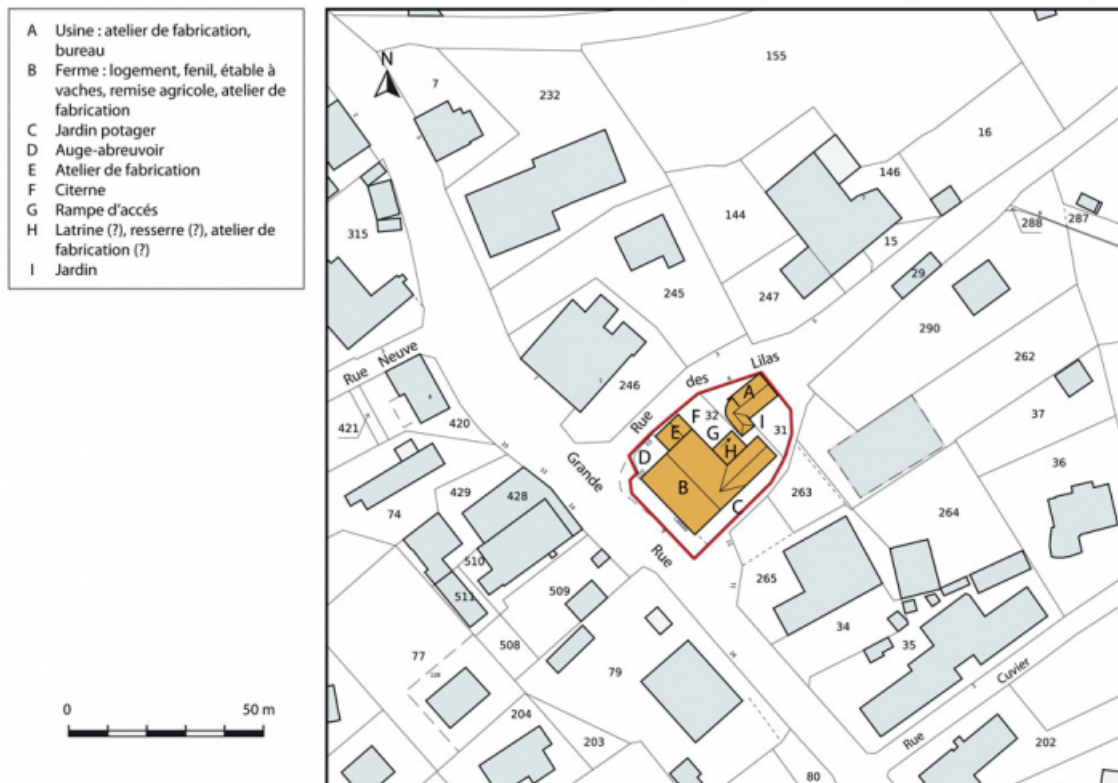 A Usine : atelier de fabrication,
bureau
B Ferme : logement, fenil, étable à
vaches, remise agricole, atelier de
fabrication
C Jardin potager
D Auge-abreuvoir
E Atelier de fabrication
F Citerne
G Rampe d'accés
H Latrine (?), resserre (?), atelier de
fabrication (?)
I Jardin
0 50 m
N
7
232
155
16
146
144
15
288
287
315
29
245
247
290
Rue Neuve
246
Rue des Lilas
262
A
421
420
32
F
I
31
37
E
G
H
D
Grande Rue
B
36
429
428
C
263
74
264
510
511
509
265
34
508
35
77
79
Rue Cuvier
204
203
202
80